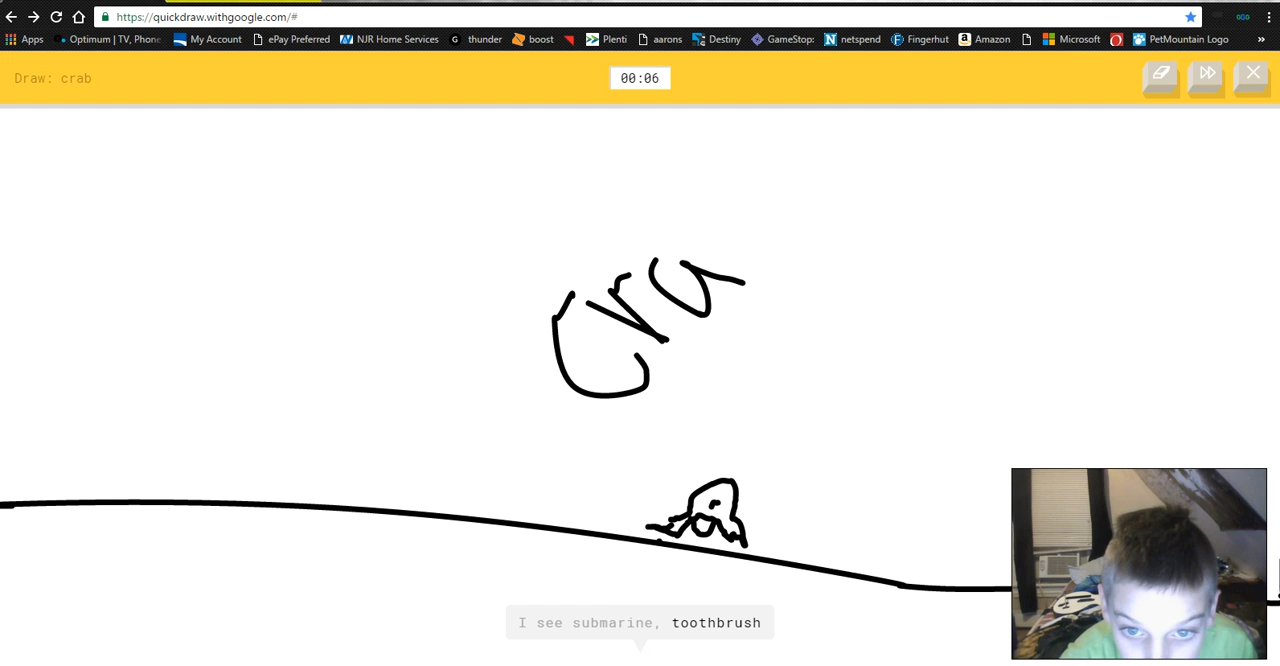 https://quickdraw.withgoogle.com/#
Apps Optimum | TV, Phone My Account ePay Preferred NJR Home Services G thunder boost Plenti aarons Destiny GameStop: N netspend F Fingerhut a Amazon Microsoft PetMountain Logo »
Draw: crab
00:06
Cra
I see submarine, toothbrush